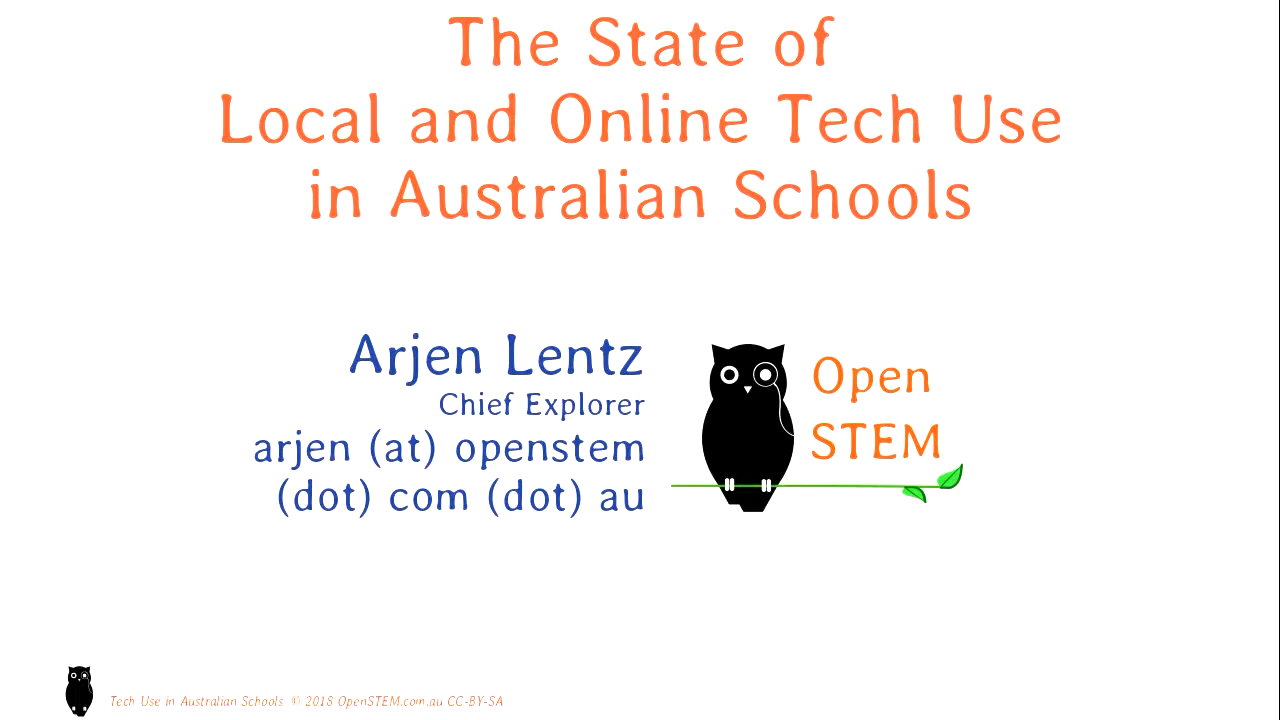 The State of
Local and Online Tech Use
in Australian Schools
Arjen Lentz
Chief Explorer
arjen (at) openstem
(dot) com (dot) au
Open
STEM
Tech Use in Australian Schools © 2018 OpenSTEM.com.au CC-BY-SA